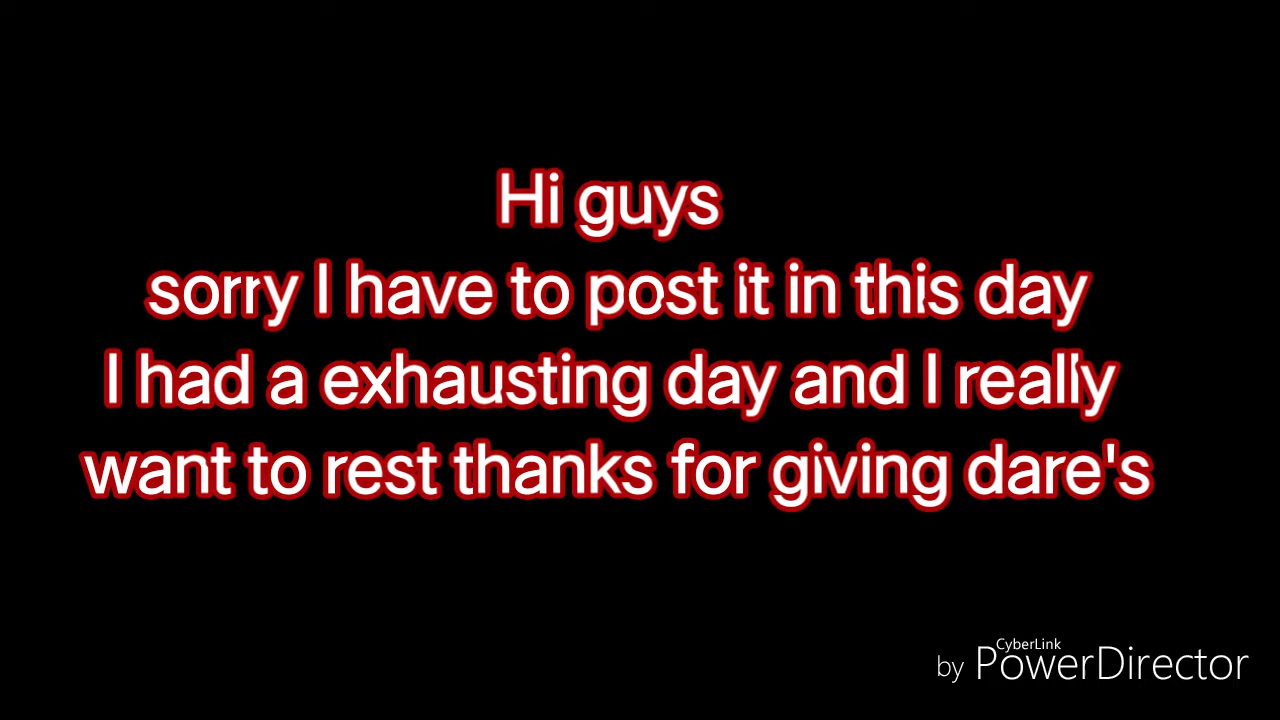 Hi guys
sorry I have to post it in this day
I had a exhausting day and I really
want to rest thanks for giving dare's
CyberLink
by PowerDirector